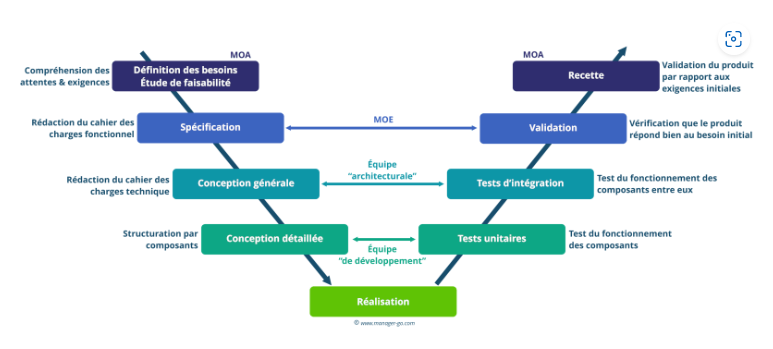 MOA
MOA
Compréhension des
attentes & exigences
Définition des besoins
Étude de faisabilité
Recette
Validation du produit
par rapport aux
exigences initiales
Rédaction du cahier des
charges fonctionnel
Spécification
MOE
Validation
Vérification que le produit
répond bien au besoin initial
Rédaction du cahier des
charges technique
Conception générale
Équipe
“architecturale”
Tests d’intégration
Test du fonctionnement des
composants entre eux
Structuration par
composants
Conception détaillée
Équipe
“de développement”
Tests unitaires
Test du fonctionnement
des composants
Réalisation
© www.manager-go.com